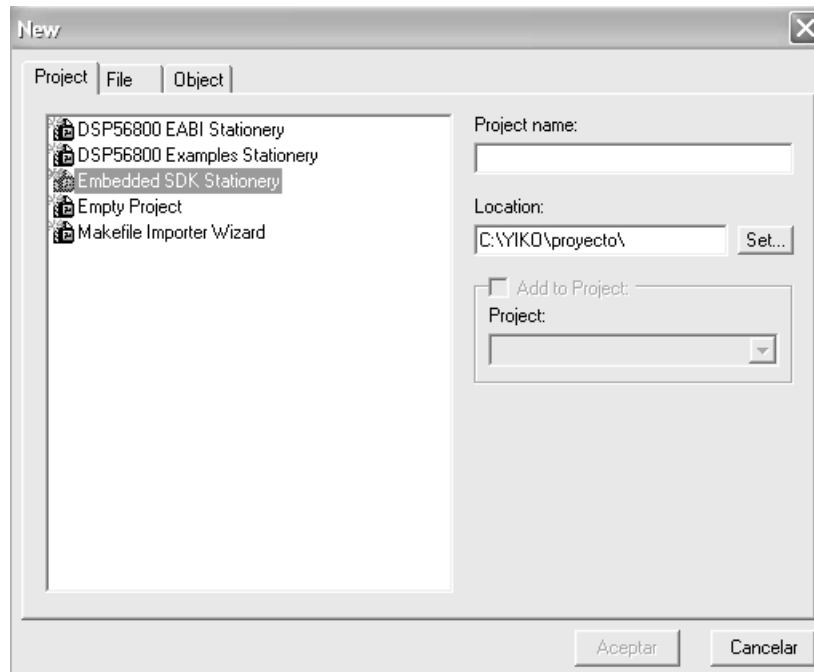 New
Project File Object
DSP56800 EABI Stationery
DSP56800 Examples Stationery
Embedded SDK Stationery
Empty Project
Makefile Importer Wizard
Project name:
Location:
C:\YIKO\proyecto\ Set...
Add to Project:
Project:
Aceptar Cancelar